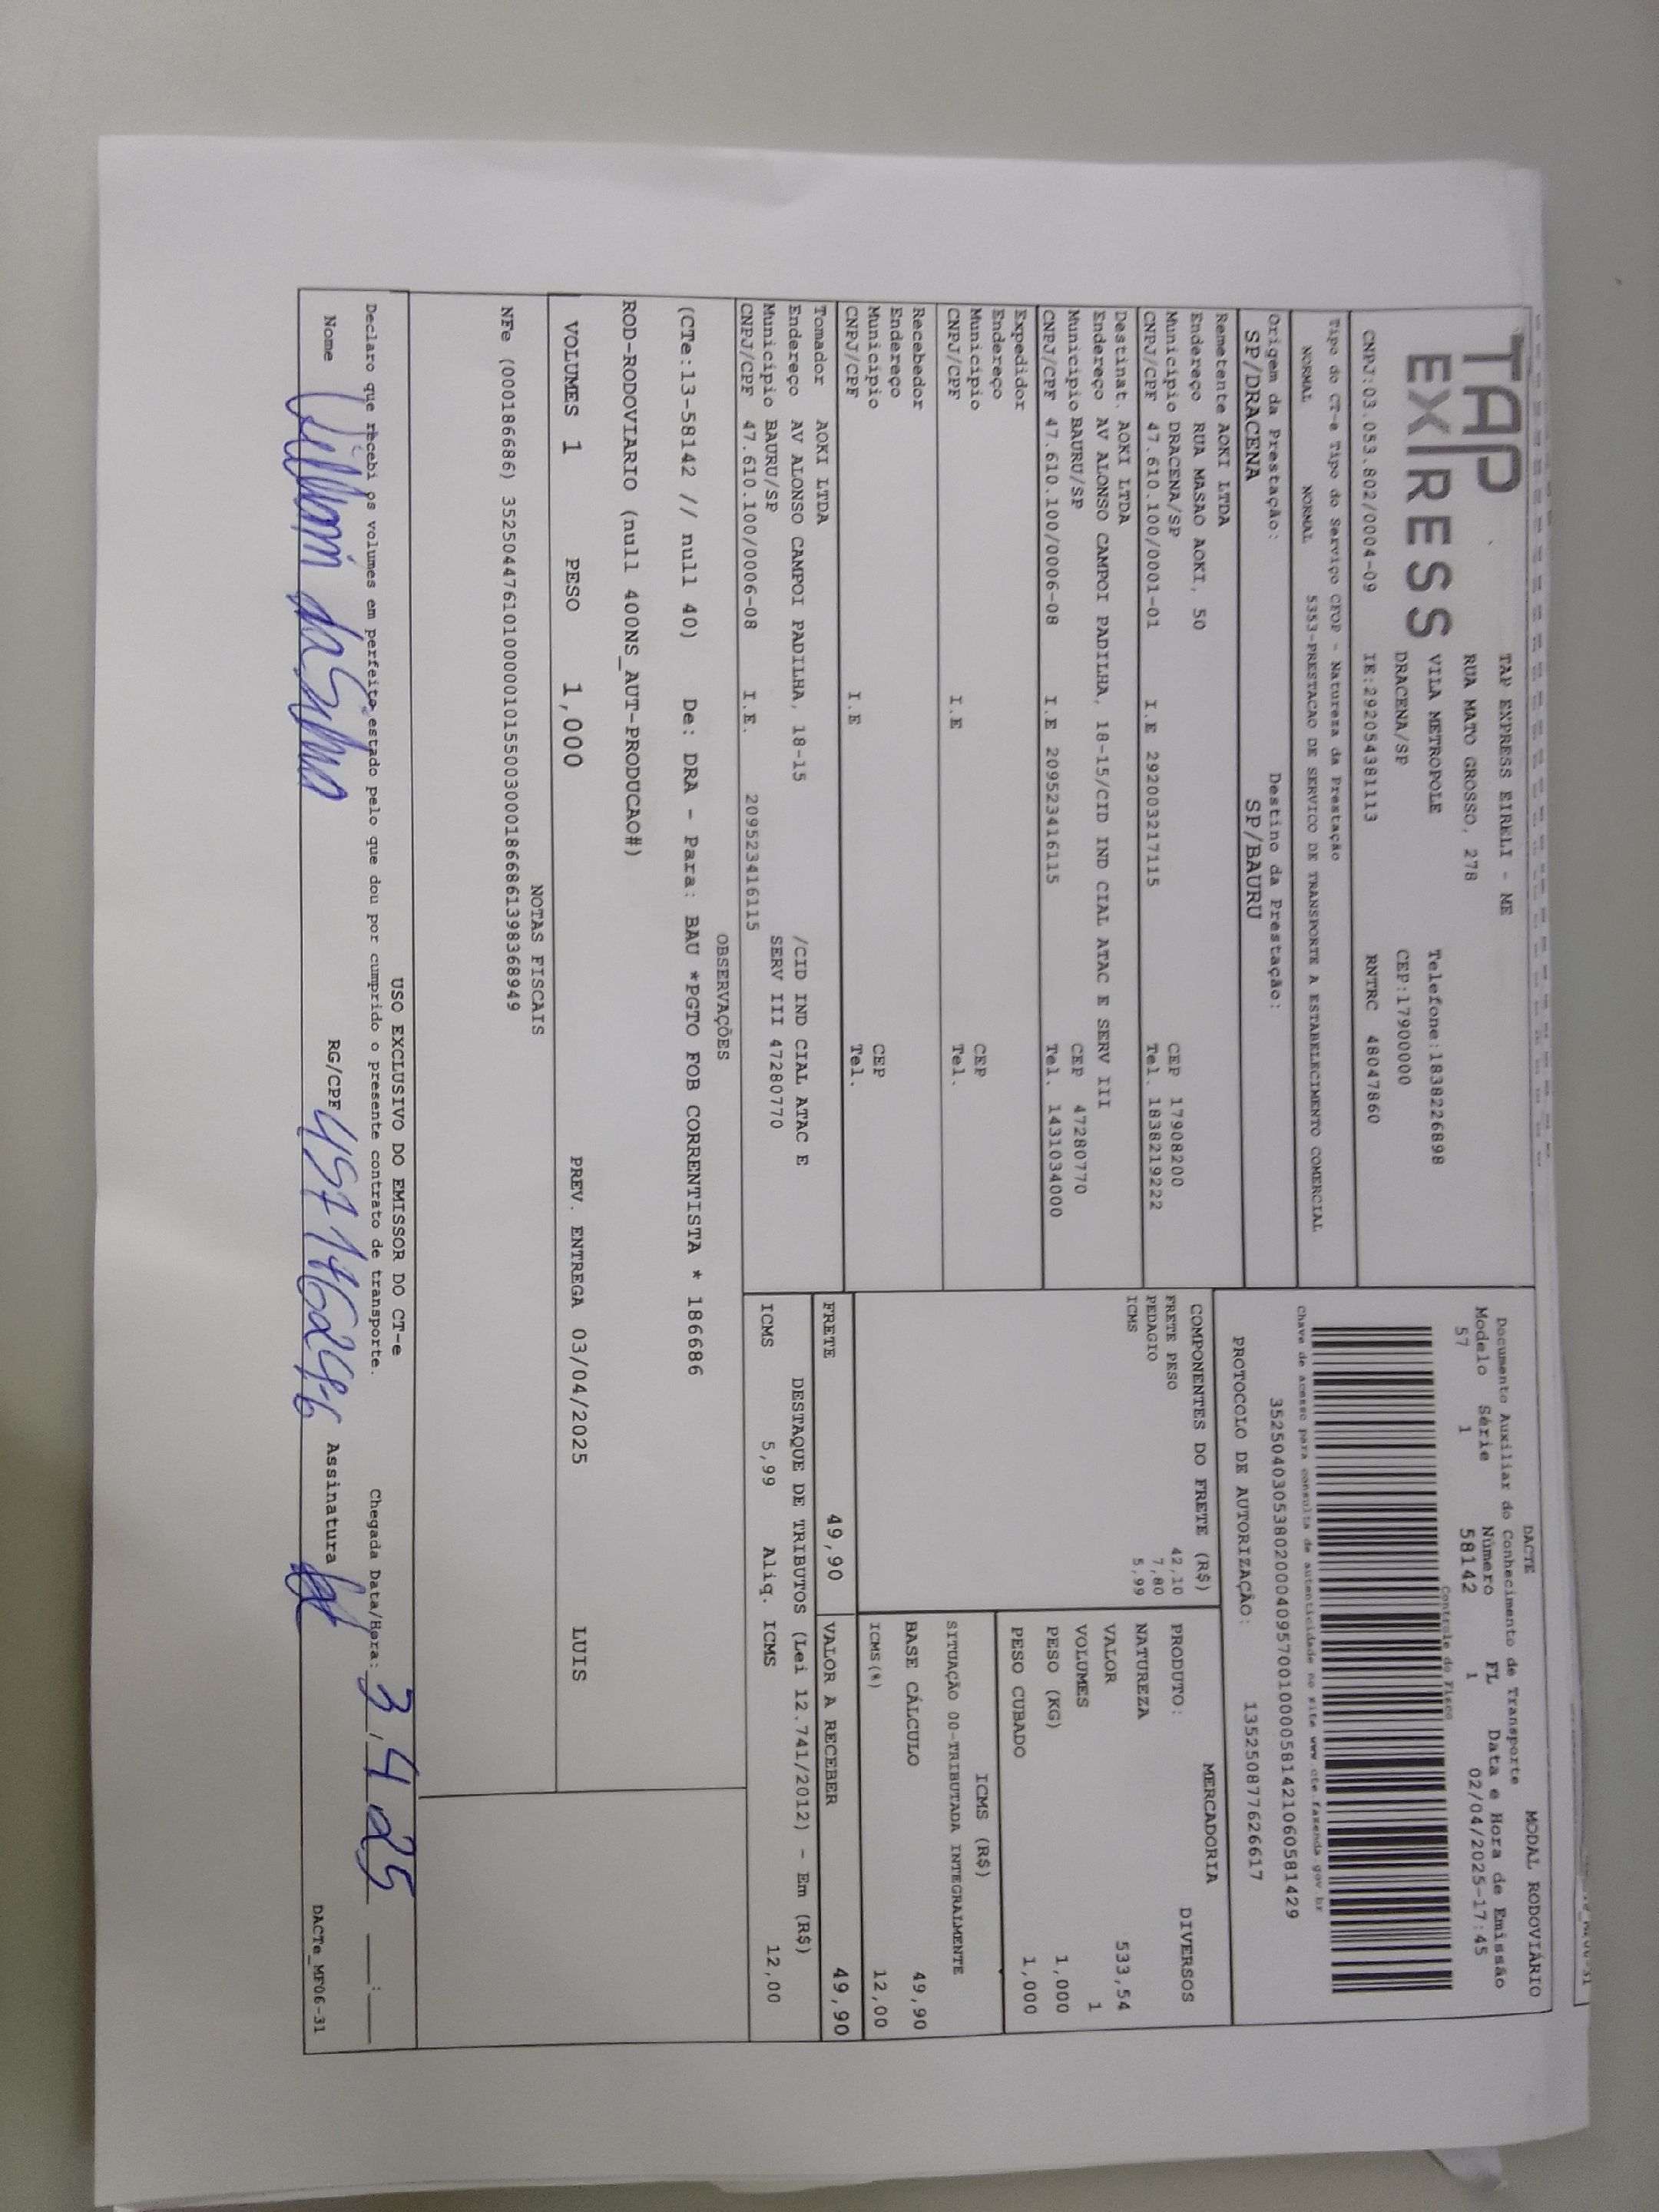 TAP
EXPRESS
TAP EXPRESS EIRELI - ME
RUA MATO GROSSO, 278
VILA METROPOLE
DRACENA/SP
Telefone:1838226898
CEP:17900000
CNPJ:03.053.802/0004-09 IE:292054381113 RNTRC 48047860
Tipo do CT-e Tipo do Serviço CFOP - Natureza da Prestação
NORMAL NORMAL 5353-PRESTACAO DE SERVICO DE TRANSPORTE A ESTABELECIMENTO COMERCIAL
Origem da Prestação: Destino da Prestação:
SP/DRACENA SP/BAURU
DACTE MODAL RODOVIÁRIO
Documento Auxiliar do Conhecimento de Transporte
Modelo Série Número FL Data e Hora de Emissão
57 1 58142 1 02/04/2025-17:45
Controle do Fisco
Chave de acesso para consulta de autenticidade no site www.cte.fazenda.gov.br
35250403053802000409570010000581421060581429
PROTOCOLO DE AUTORIZAÇÃO: 135250877626617
Remetente AOKI LTDA
Endereço RUA MASAO AOKI, 50
Município DRACENA/SP CEP 17908200
CNPJ/CPF 47.610.100/0001-01 I.E 292003217115 Tel. 1838219222
Destinat. AOKI LTDA
Endereço AV ALONSO CAMPOI PADILHA, 18-15/CID IND CIAL ATAC E SERV III
Município BAURU/SP CEP 47280770
CNPJ/CPF 47.610.100/0006-08 I.E 209523416115 Tel. 1431034000
Expedidor
Endereço
Município CEP
CNPJ/CPF I.E Tel.
Recebedor
Endereço
Município CEP
CNPJ/CPF I.E Tel.
Tomador AOKI LTDA
Endereço AV ALONSO CAMPOI PADILHA, 18-15 /CID IND CIAL ATAC E
Município BAURU/SP SERV III 47280770
CNPJ/CPF 47.610.100/0006-08 I.E. 209523416115
COMPONENTES DO FRETE (R$)
FRETE PESO 42,10
PEDAGIO 7,80
ICMS 5,99
MERCADORIA
PRODUTO: DIVERSOS
NATUREZA
VALOR 533,54
VOLUMES 1
PESO (KG) 1,000
PESO CUBADO 1,000
ICMS (R$)
SITUAÇÃO 00-TRIBUTADA INTEGRALMENTE
BASE CÁLCULO 49,90
ICMS(%) 12,00
FRETE 49,90 VALOR A RECEBER 49,90
DESTAQUE DE TRIBUTOS (Lei 12.741/2012) - Em (R$)
ICMS 5,99 Aliq. ICMS 12,00
OBSERVAÇÕES
(CTe:13-58142 // null 40) De: DRA - Para: BAU *PGTO FOB CORRENTISTA * 186686
ROD-RODOVIARIO (null 400NS_AUT-PRODUCAO#)
VOLUMES 1 PESO 1,000 PREV. ENTREGA 03/04/2025 LUIS
NOTAS FISCAIS
NFe (000186686) 35250447610100000101550030001866861398368949
USO EXCLUSIVO DO EMISSOR DO CT-e
Declaro que recebi os volumes em perfeito estado pelo que dou por cumprido o presente contrato de transporte. Chegada Data/Hora: 3, 4 25 :
Nome da Silva RG/CPF Assinatura
DACTe_MF06-31